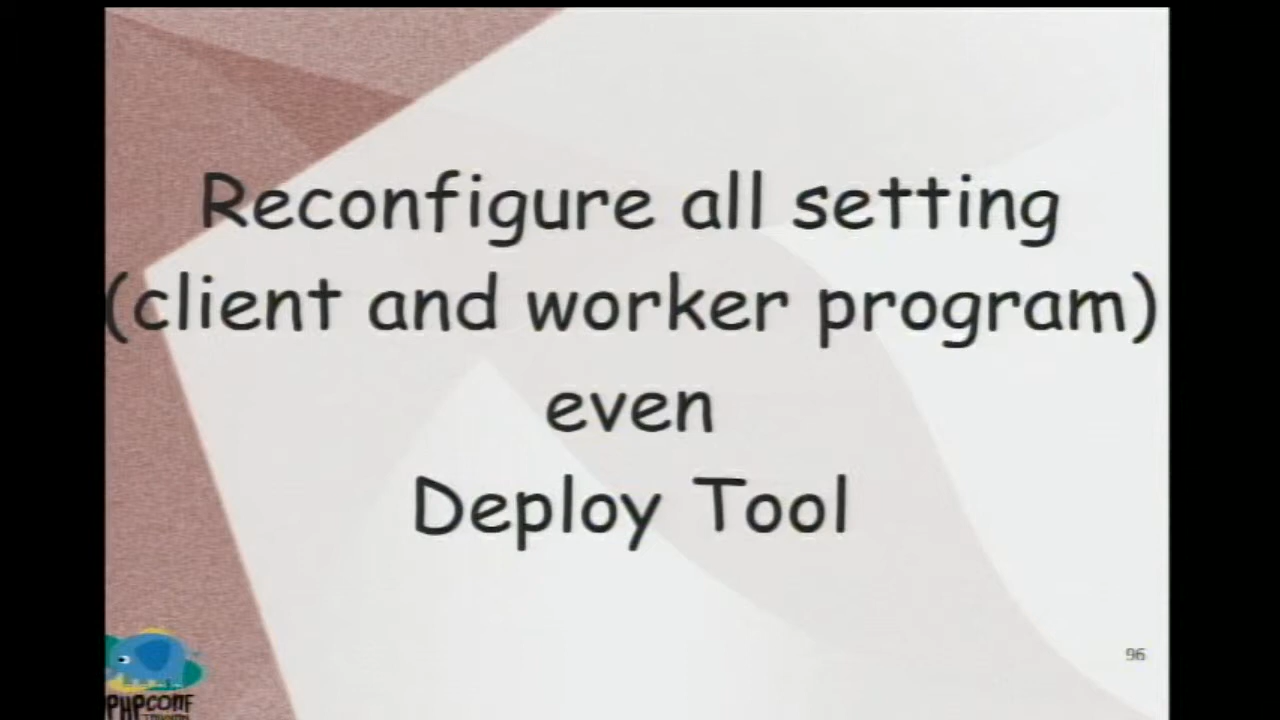 Reconfigure all setting
(client and worker program)
even
Deploy Tool
96
PHPCONF